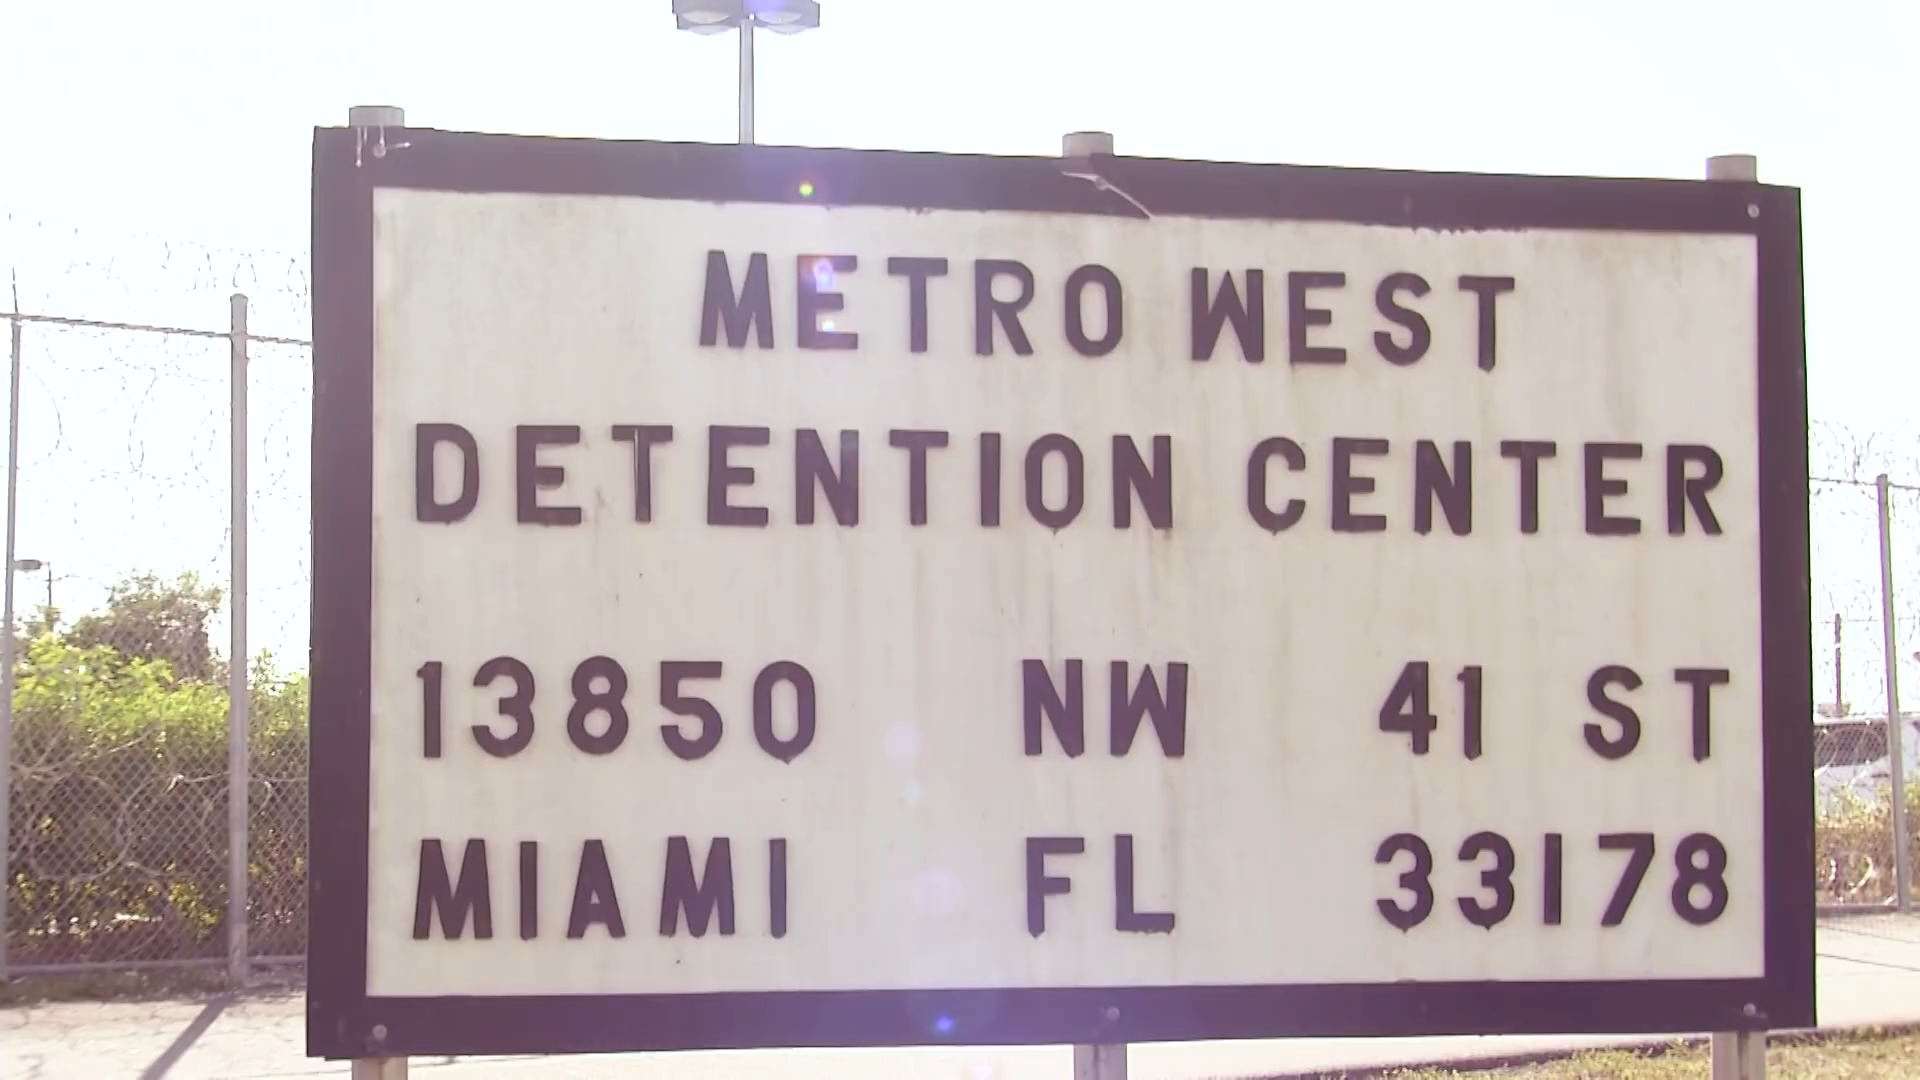 METRO WEST
DETENTION CENTER
13850 NW 41 ST
MIAMI FL 33178